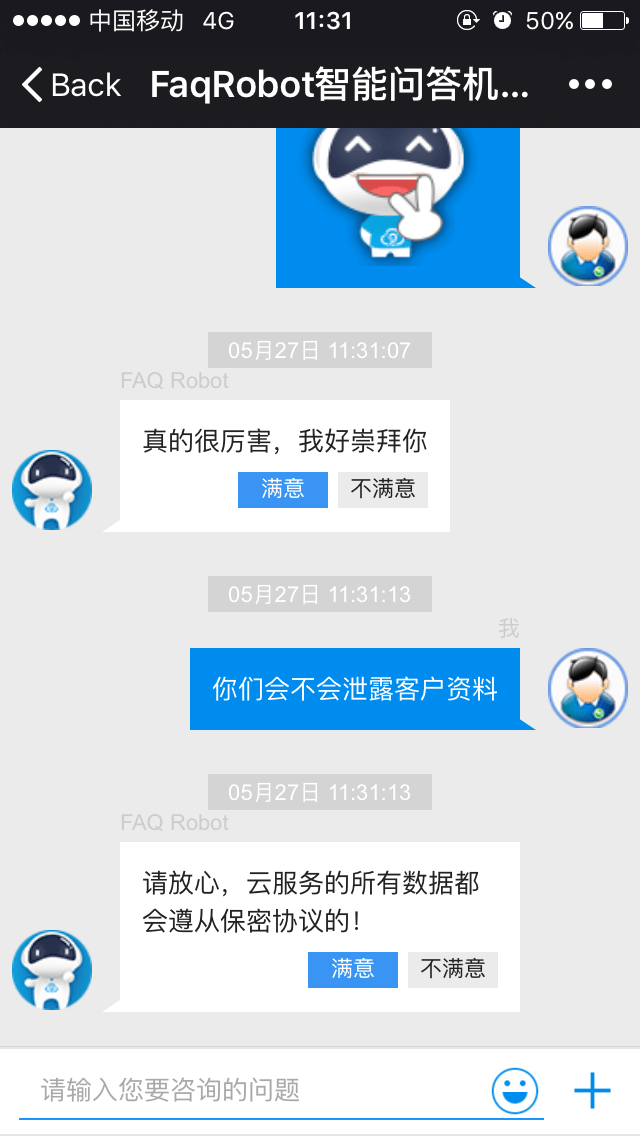 中国移动 4G 11:31 50%
Back FaqRobot智能问答机...
05月27日 11:31:07
FAQ Robot
真的很厉害，我好崇拜你
满意 不满意
05月27日 11:31:13
我
你们会不会泄露客户资料
05月27日 11:31:13
FAQ Robot
请放心，云服务的所有数据都
会遵从保密协议的！
满意 不满意
请输入您要咨询的问题